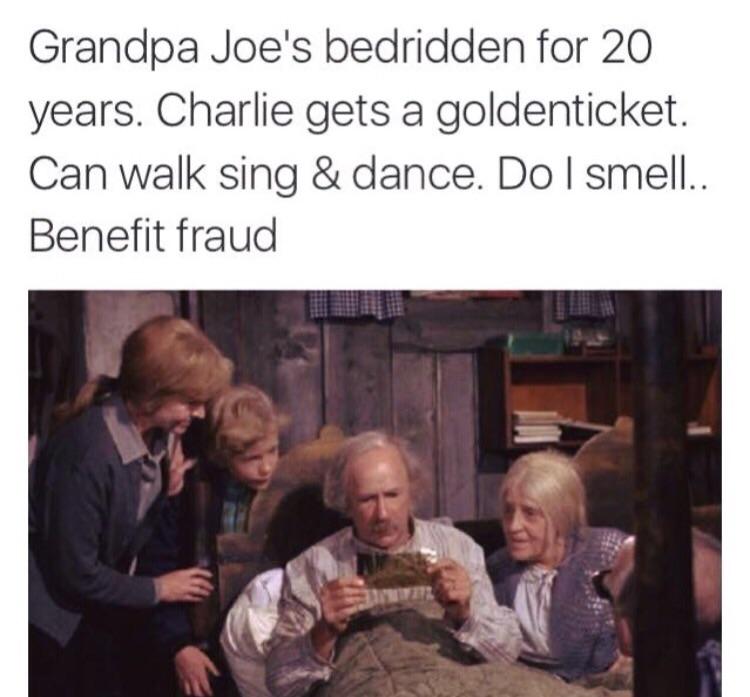 Grandpa Joe's bedridden for 20
years. Charlie gets a goldenticket.
Can walk sing & dance. Do I smell..
Benefit fraud